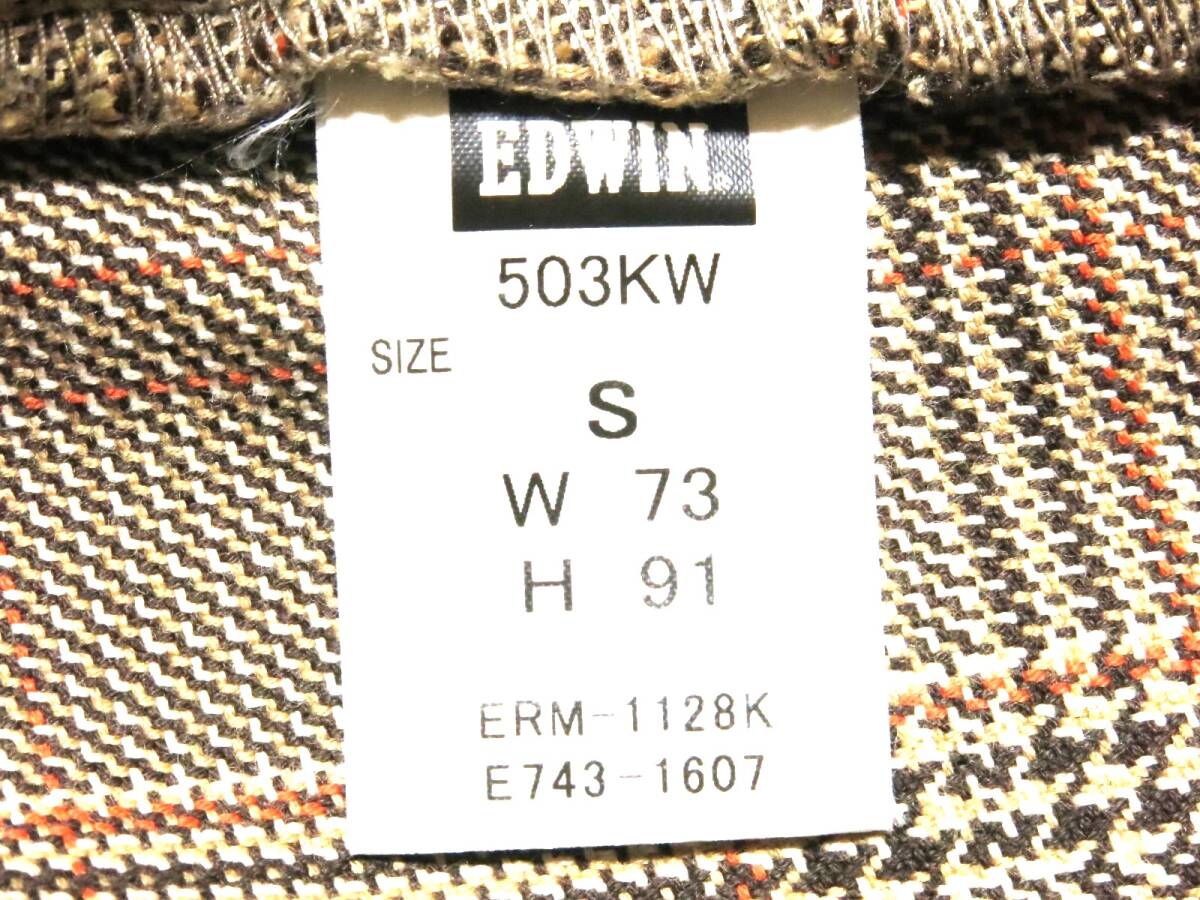 EDWIN
503KW
SIZE
S
W 73
H 91
ERM-1128K
E743-1607